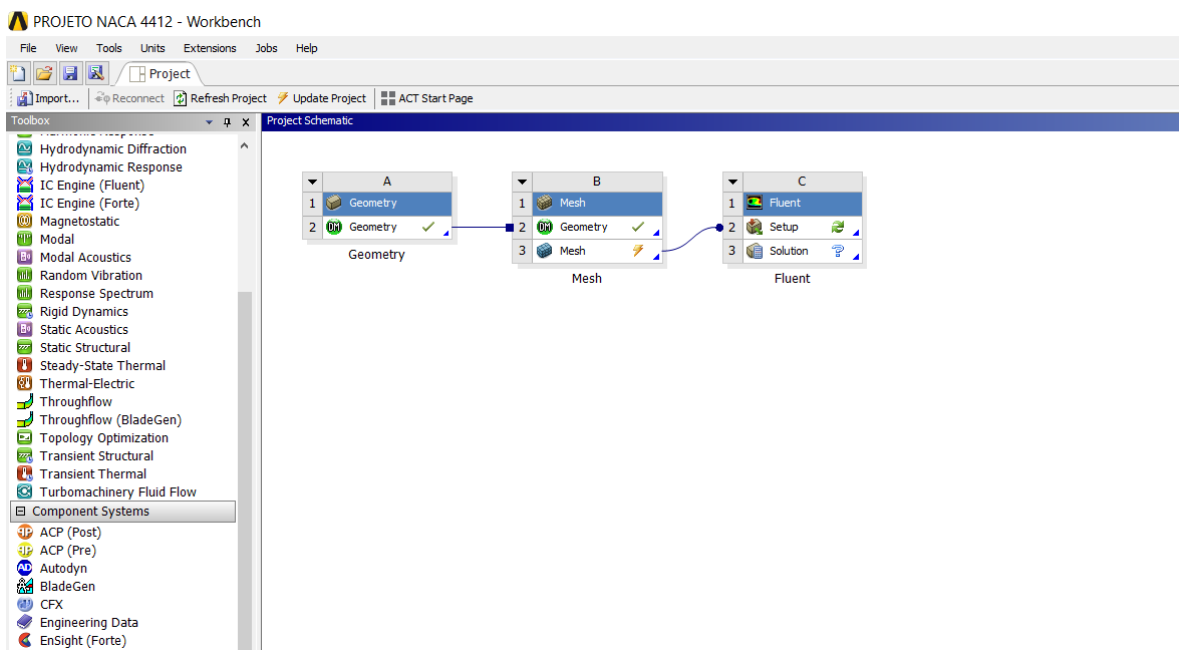 PROJETO NACA 4412 - Workbench
File View Tools Units Extensions Jobs Help
Project
Import... Reconnect Refresh Project Update Project ACT Start Page
Toolbox
Project Schematic
Harmonic Response
Hydrodynamic Diffraction
Hydrodynamic Response
IC Engine (Fluent)
IC Engine (Forte)
Magnetostatic
Modal
Modal Acoustics
Random Vibration
Response Spectrum
Rigid Dynamics
Static Acoustics
Static Structural
Steady-State Thermal
Thermal-Electric
Throughflow
Throughflow (BladeGen)
Topology Optimization
Transient Structural
Transient Thermal
Turbomachinery Fluid Flow
Component Systems
ACP (Post)
ACP (Pre)
Autodyn
BladeGen
CFX
Engineering Data
EnSight (Forte)
A
1 Geometry
2 Geometry
Geometry
B
1 Mesh
2 Geometry
3 Mesh
Mesh
C
1 Fluent
2 Setup
3 Solution
Fluent